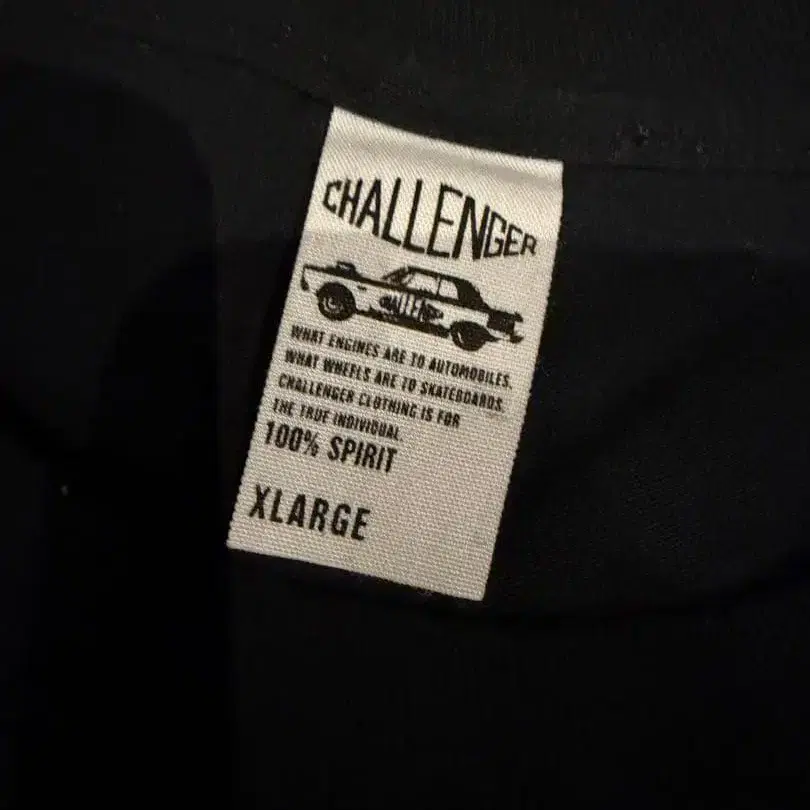 CHALLENGER
CHALLENGER
WHAT ENGINES ARE TO AUTOMOBILES.
WHAT WHEELS ARE TO SKATEBOARDS.
CHALLENGER CLOTHING IS FOR
THE TRUE INDIVIDUAL.
100% SPIRIT
XLARGE